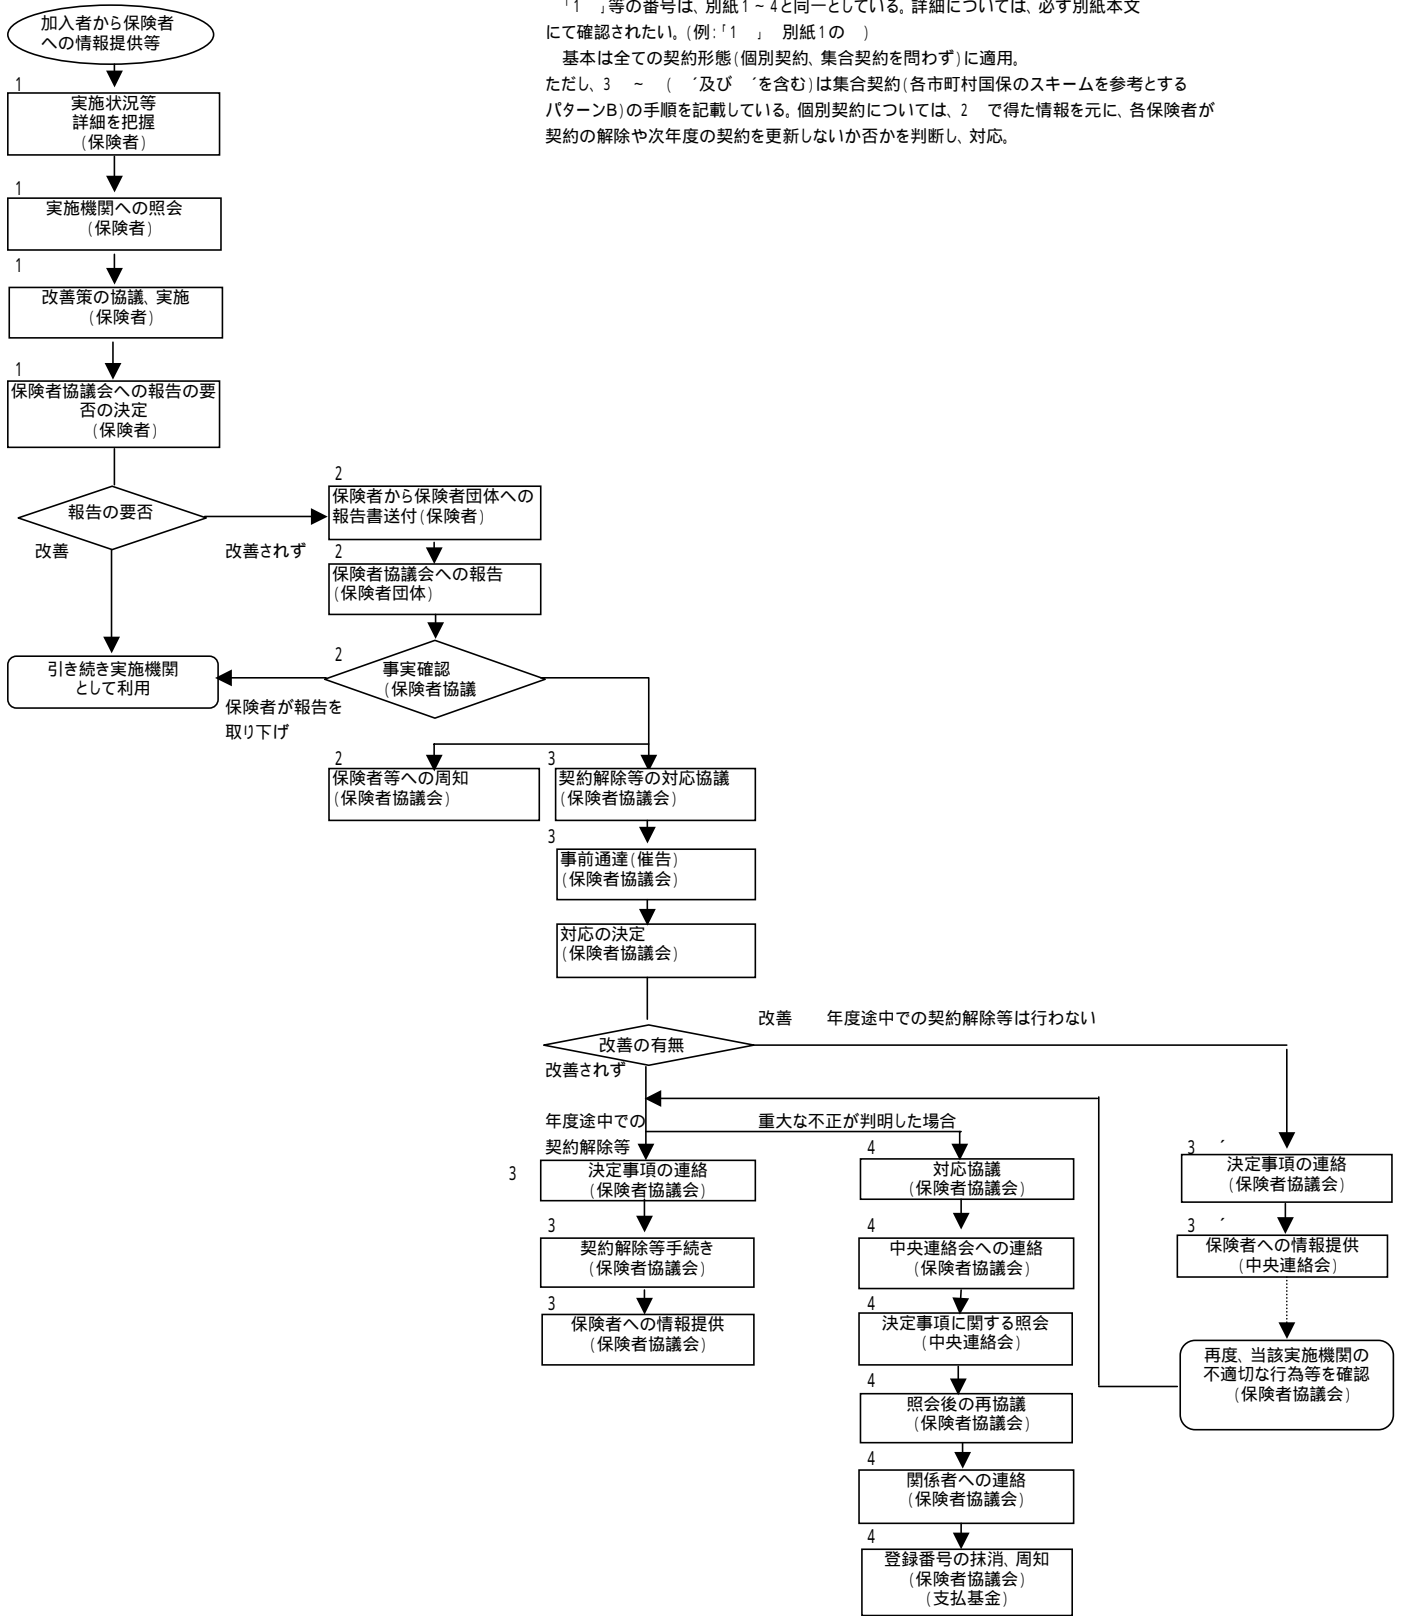 「1　」等の番号は、別紙1~4と同一としている。詳細については、必ず別紙本文
にて確認されたい。(例:「1　」　別紙1の　)
基本は全ての契約形態(個別契約、集合契約を問わず)に適用。
ただし、3　~　(　´及び　´を含む)は集合契約(各市町村国保のスキームを参考とする
パターンB)の手順を記載している。個別契約については、2　で得た情報を元に、各保険者が
契約の解除や次年度の契約を更新しないか否かを判断し、対応。
加入者から保険者
への情報提供等
1
実施状況等
詳細を把握
(保険者)
1
実施機関への照会
(保険者)
1
改善策の協議、実施
(保険者)
1
保険者協議会への報告の要
否の決定
(保険者)
報告の要否
改善
改善されず
2
保険者から保険者団体への
報告書送付(保険者)
2
保険者協議会への報告
(保険者団体)
2
事実確認
(保険者協議
引き続き実施機関
として利用
保険者が報告を
取り下げ
2
保険者等への周知
(保険者協議会)
3
契約解除等の対応協議
(保険者協議会)
3
事前通達(催告)
(保険者協議会)
対応の決定
(保険者協議会)
改善の有無
改善　年度途中での契約解除等は行わない
改善されず
年度途中での
契約解除等
重大な不正が判明した場合
3
決定事項の連絡
(保険者協議会)
3
契約解除等手続き
(保険者協議会)
3
保険者への情報提供
(保険者協議会)
4
対応協議
(保険者協議会)
4
中央連絡会への連絡
(保険者協議会)
4
決定事項に関する照会
(中央連絡会)
4
照会後の再協議
(保険者協議会)
4
関係者への連絡
(保険者協議会)
4
登録番号の抹消、周知
(保険者協議会)
(支払基金)
3　´
決定事項の連絡
(保険者協議会)
3　´
保険者への情報提供
(中央連絡会)
再度、当該実施機関の
不適切な行為等を確認
(保険者協議会)